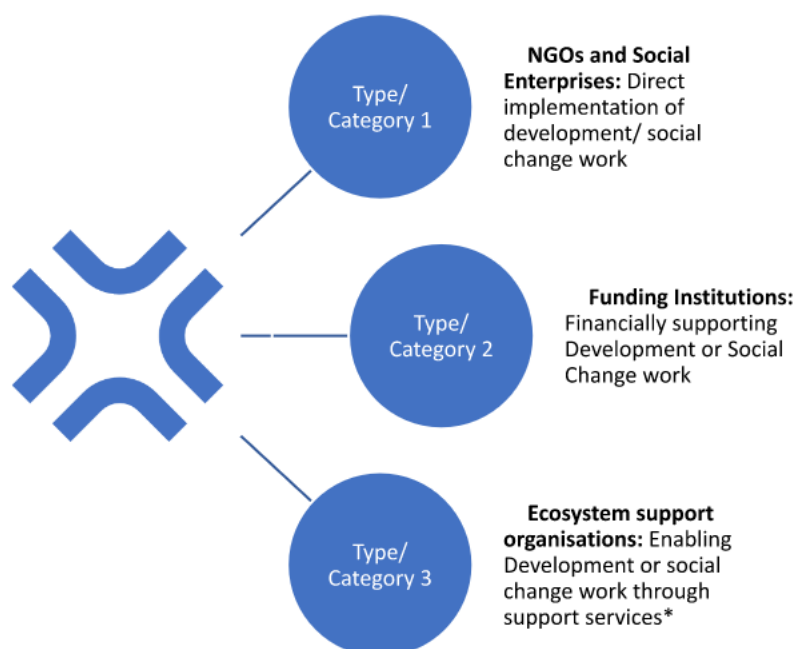 Type/
Category 1
NGOs and Social
Enterprises: Direct
implementation of
development/ social
change work
Type/
Category 2
Funding Institutions:
Financially supporting
Development or Social
Change work
Type/
Category 3
Ecosystem support
organisations: Enabling
Development or social
change work through
support services*